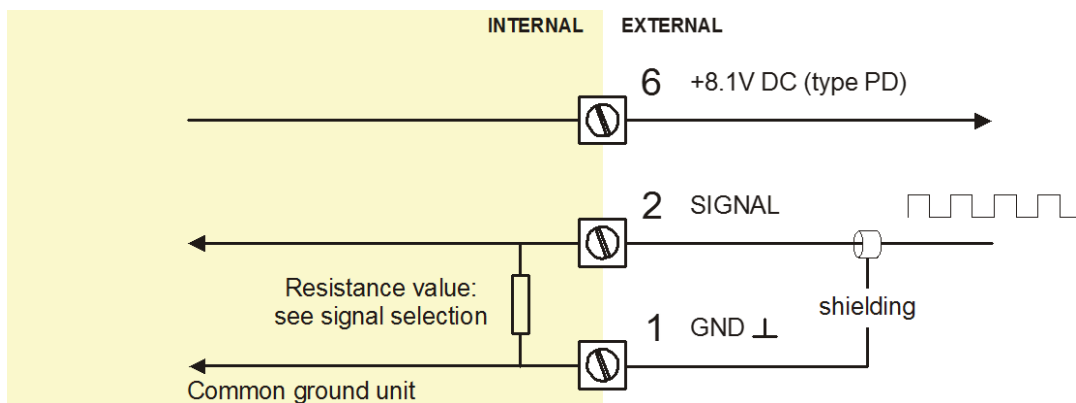 INTERNAL EXTERNAL
6 +8.1V DC (type PD)
2 SIGNAL
Resistance value:
see signal selection
shielding
1 GND
Common ground unit